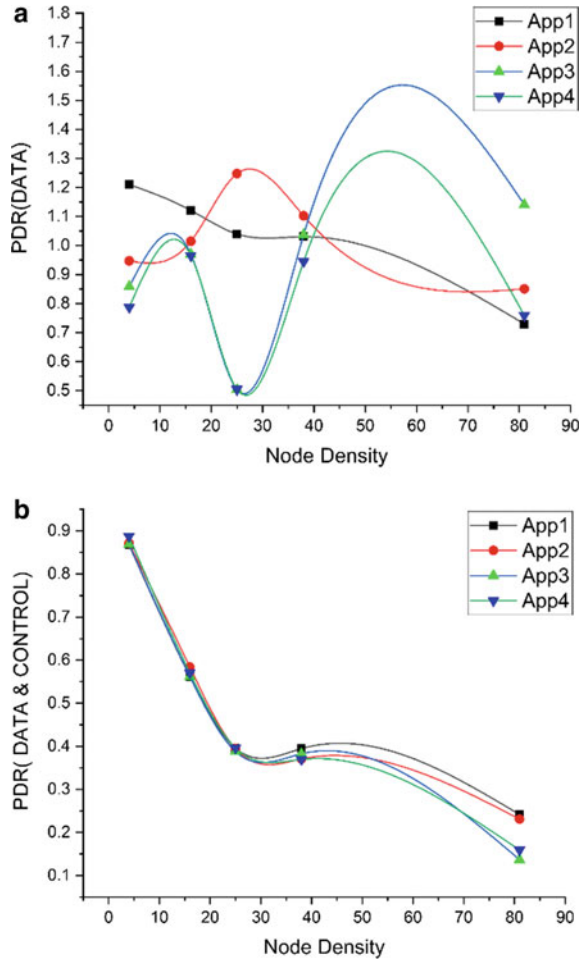 a
1.8
1.7
1.6
1.5
1.4
1.3
1.2
1.1
1.0
0.9
0.8
0.7
0.6
0.5
PDR(DATA)
App1
App2
App3
App4
0 10 20 30 40 50 60 70 80 90
Node Density
b
0.9
0.8
0.7
0.6
0.5
0.4
0.3
0.2
0.1
PDR( DATA & CONTROL)
App1
App2
App3
App4
0 10 20 30 40 50 60 70 80 90
Node Density